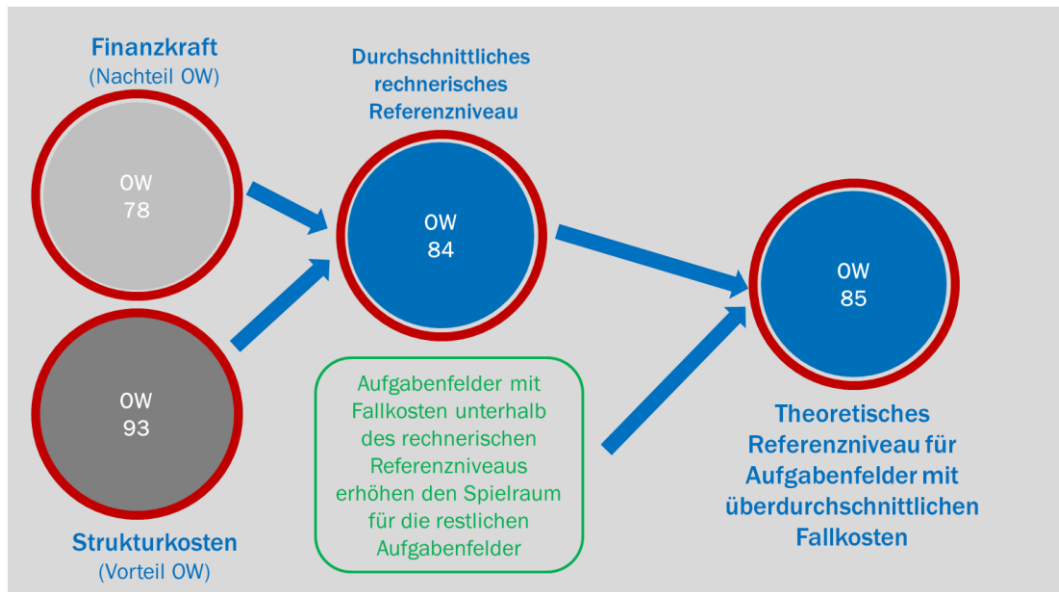 Finanzkraft
(Nachteil OW)
OW
78
OW
93
Strukturkosten
(Vorteil OW)
Durchschnittliches
rechnerisches
Referenzniveau
OW
84
Aufgabenfelder mit
Fallkosten unterhalb
des rechnerischen
Referenzniveaus
erhöhen den Spielraum
für die restlichen
Aufgabenfelder
OW
85
Theoretisches
Referenzniveau für
Aufgabenfelder mit
überdurchschnittlichen
Fallkosten